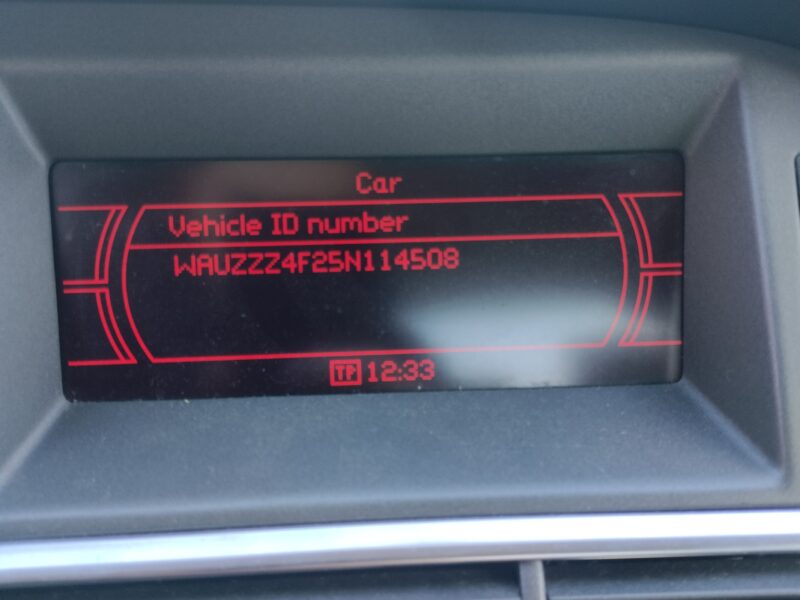 Car
Vehicle ID number
WAUZZZ4F25N114508
TP 12:33